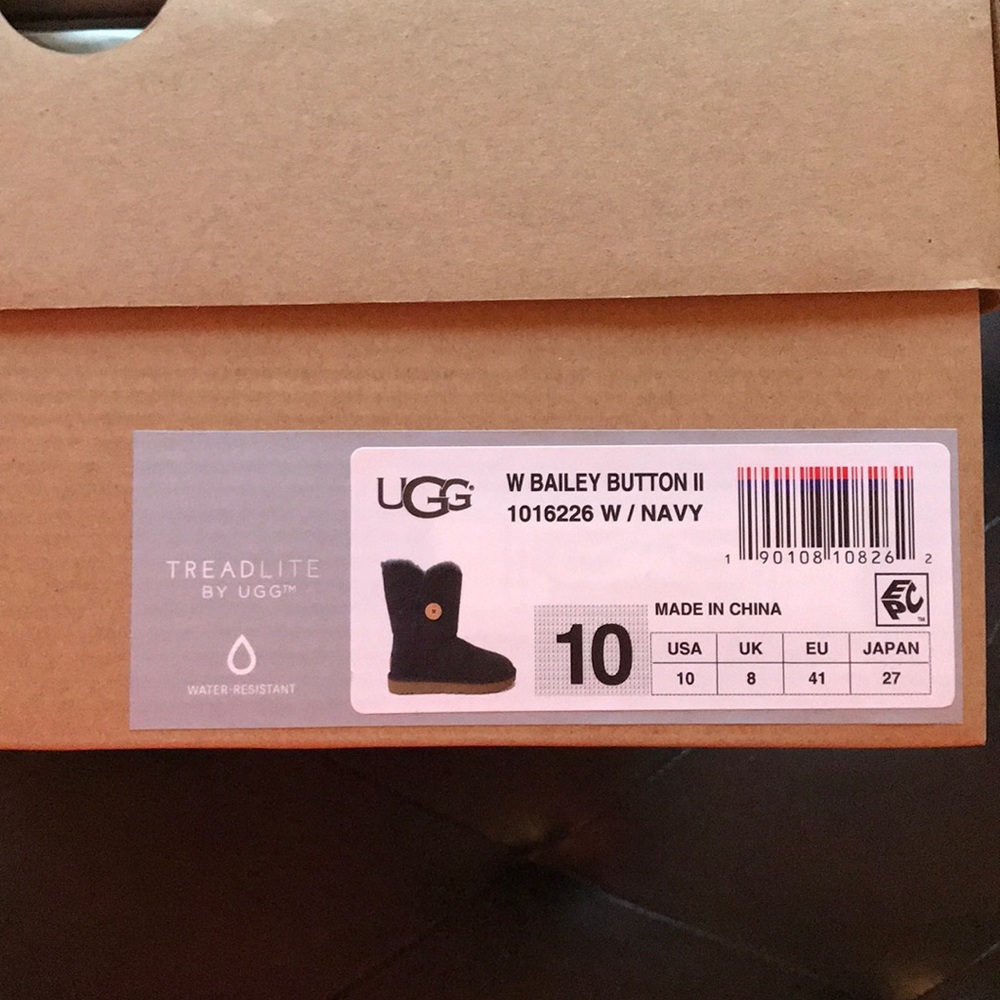 TREADLITE
BY UGG™
WATER-RESISTANT
UGG®
W BAILEY BUTTON II
1016226 W / NAVY
1 90108 10826 2
EPC™
MADE IN CHINA
10
USA UK EU JAPAN
10 8 41 27